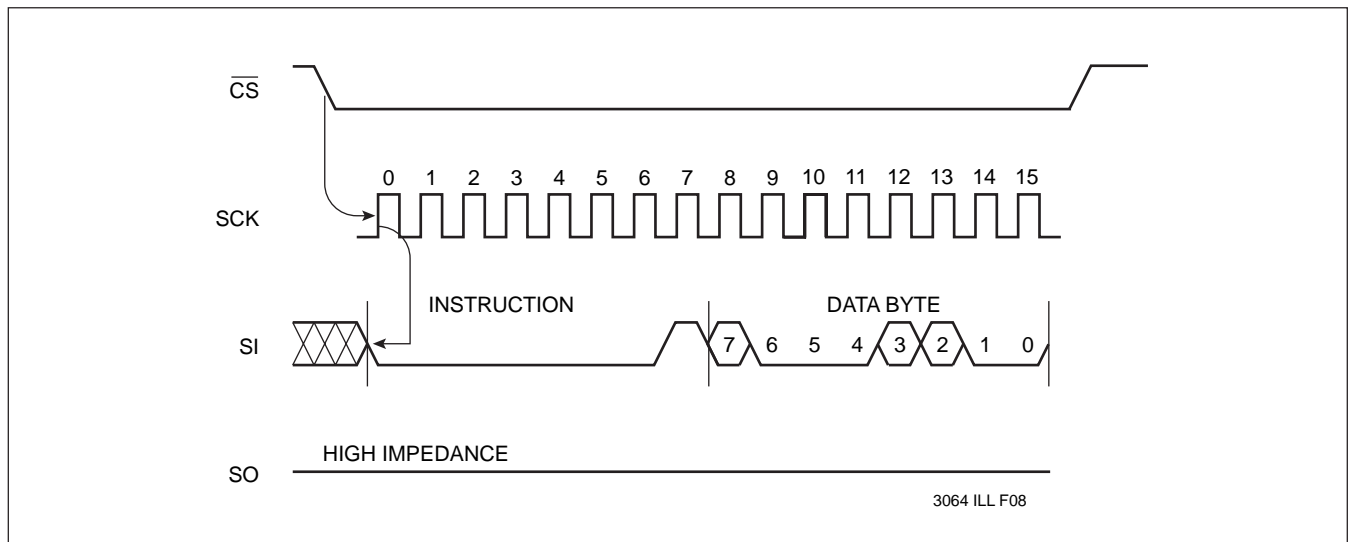 CS
0 1 2 3 4 5 6 7 8 9 10 11 12 13 14 15
SCK
INSTRUCTION DATA BYTE
SI 7 6 5 4 3 2 1 0
HIGH IMPEDANCE
SO
3064 ILL F08